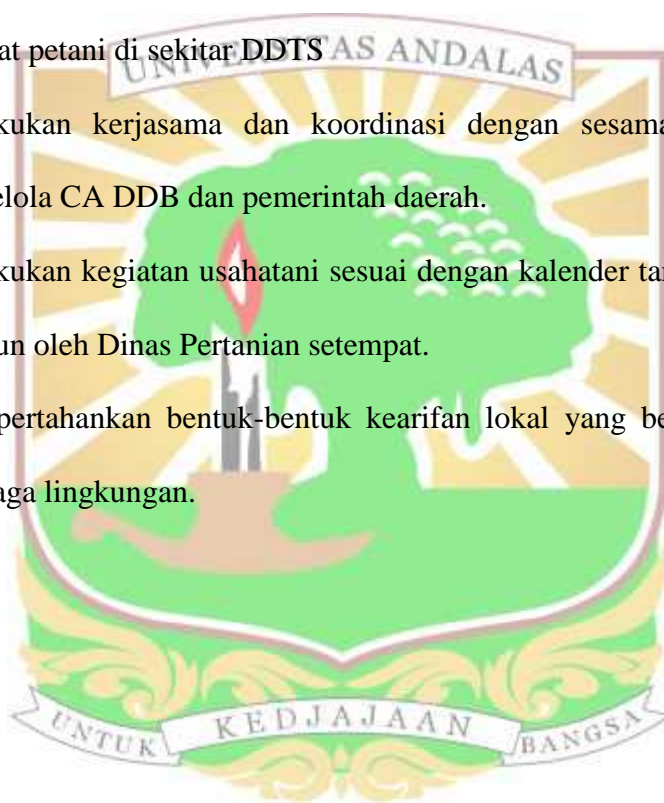 at petani di sekitar DDTS
UNIVERSITAS ANDALAS
kukan kerjasama dan koordinasi dengan sesama
elola CA DDB dan pemerintah daerah.
kukan kegiatan usahatani sesuai dengan kalender tan
un oleh Dinas Pertanian setempat.
pertahankan bentuk-bentuk kearifan lokal yang be
aga lingkungan.
UNTUK KEDJAJAAN BANGSA